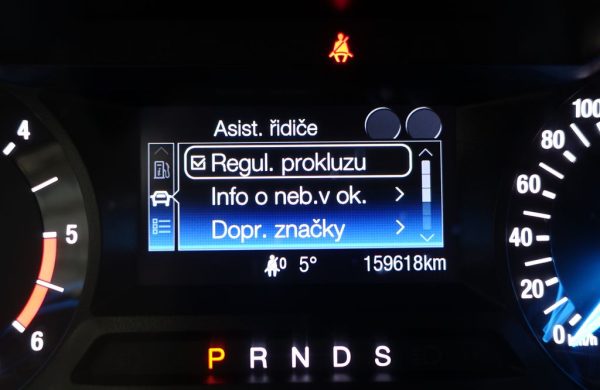 Asist. řidiče
Regul. prokluzu
Info o neb.v ok.
Dopr. značky
0 5° 159618km
4
5
6
100
80
60
40
20
0 km/h
P R N D S